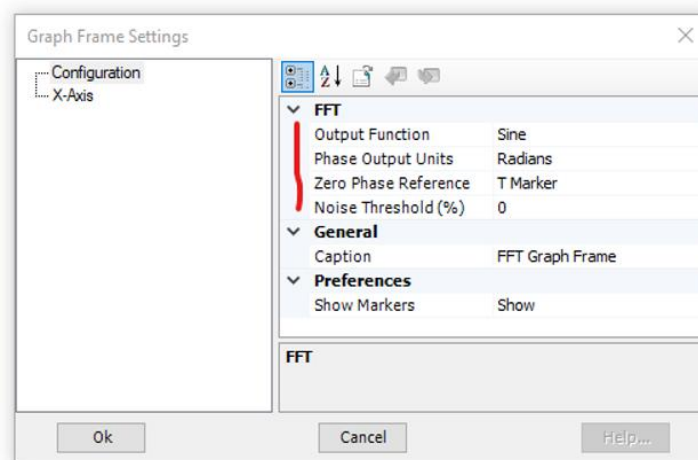 Graph Frame Settings
Configuration
X-Axis
FFT
Output Function Sine
Phase Output Units Radians
Zero Phase Reference T Marker
Noise Threshold (%) 0
General
Caption FFT Graph Frame
Preferences
Show Markers Show
FFT
Ok Cancel Help...